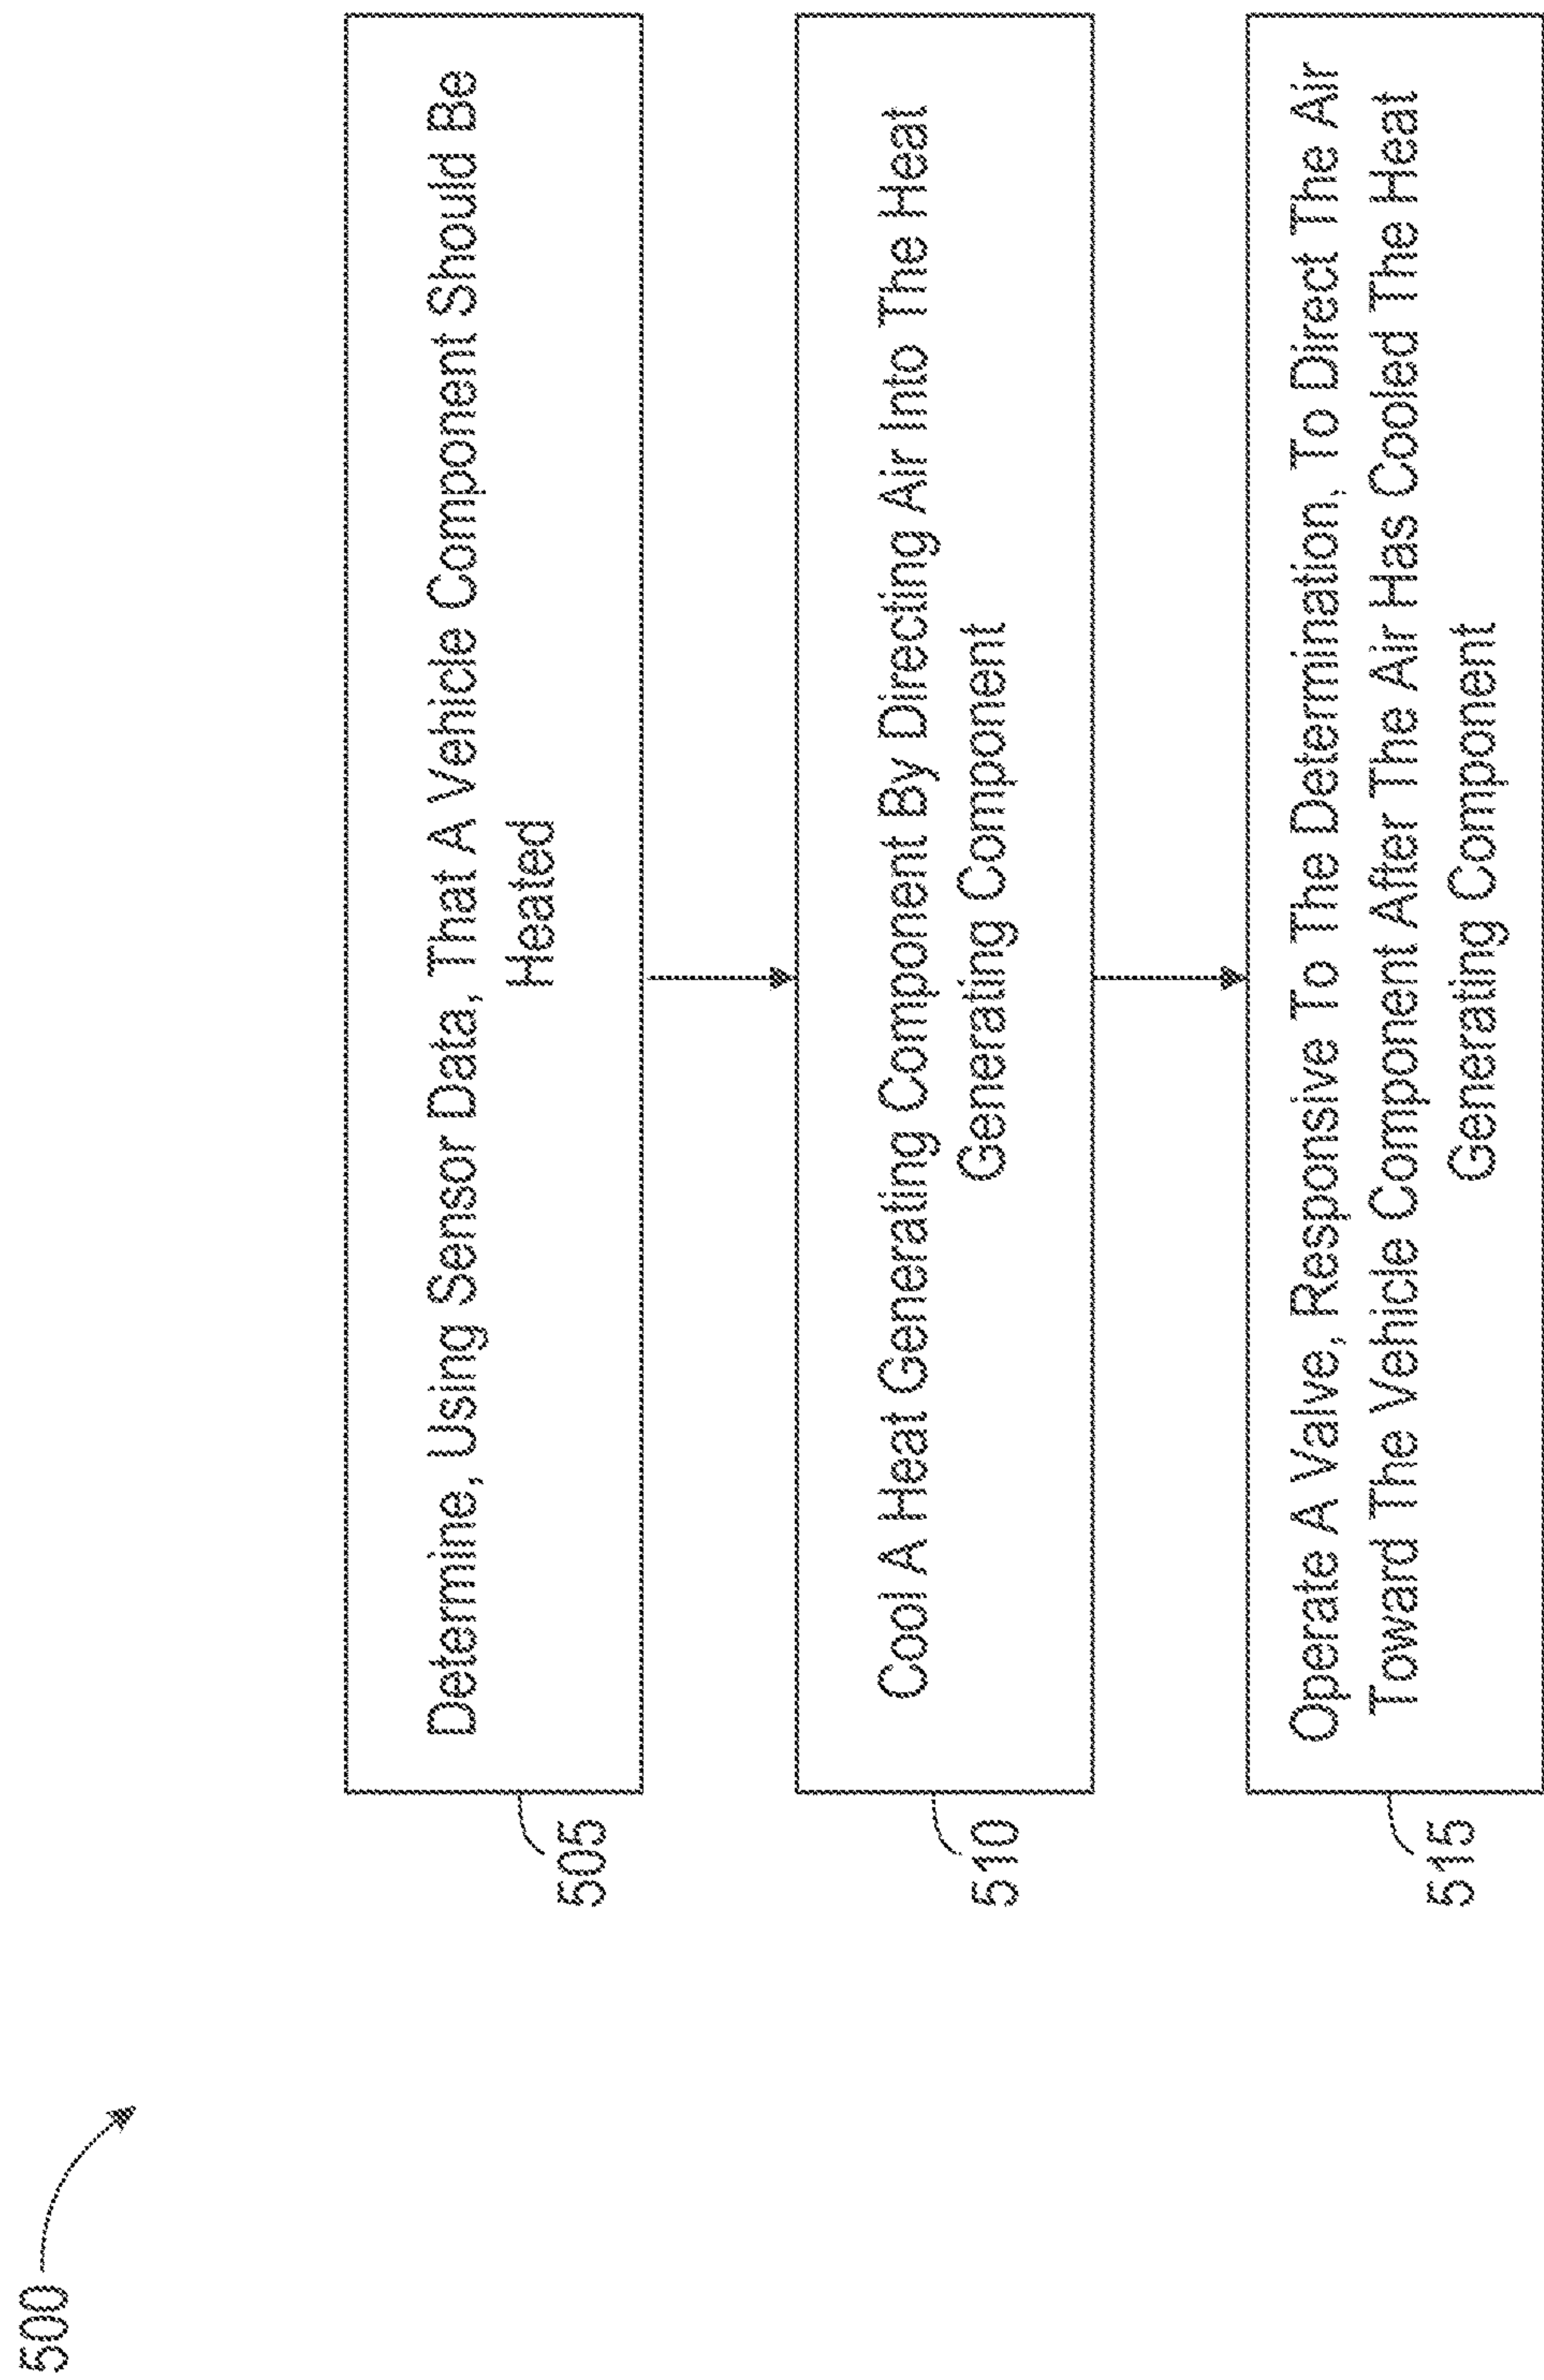 500
505
Determine, Using Sensor Data, That A Vehicle Component Should Be
Heated
510
Cool A Heat Generating Component By Directing Air Into The Heat
Generating Component
515
Operate A Valve, Responsive To The Determination, To Direct The Air
Toward The Vehicle Component After The Air Has Cooled The Heat
Generating Component